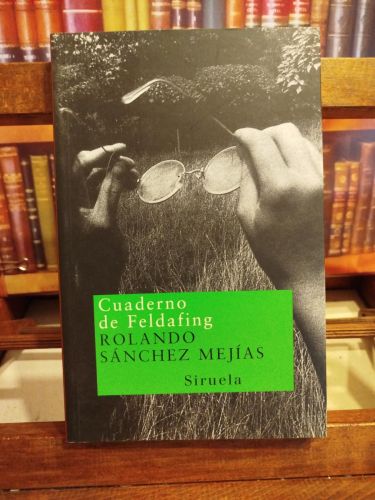 Cuaderno
de Feldafing
ROLANDO
SÁNCHEZ MEJÍAS
Siruela